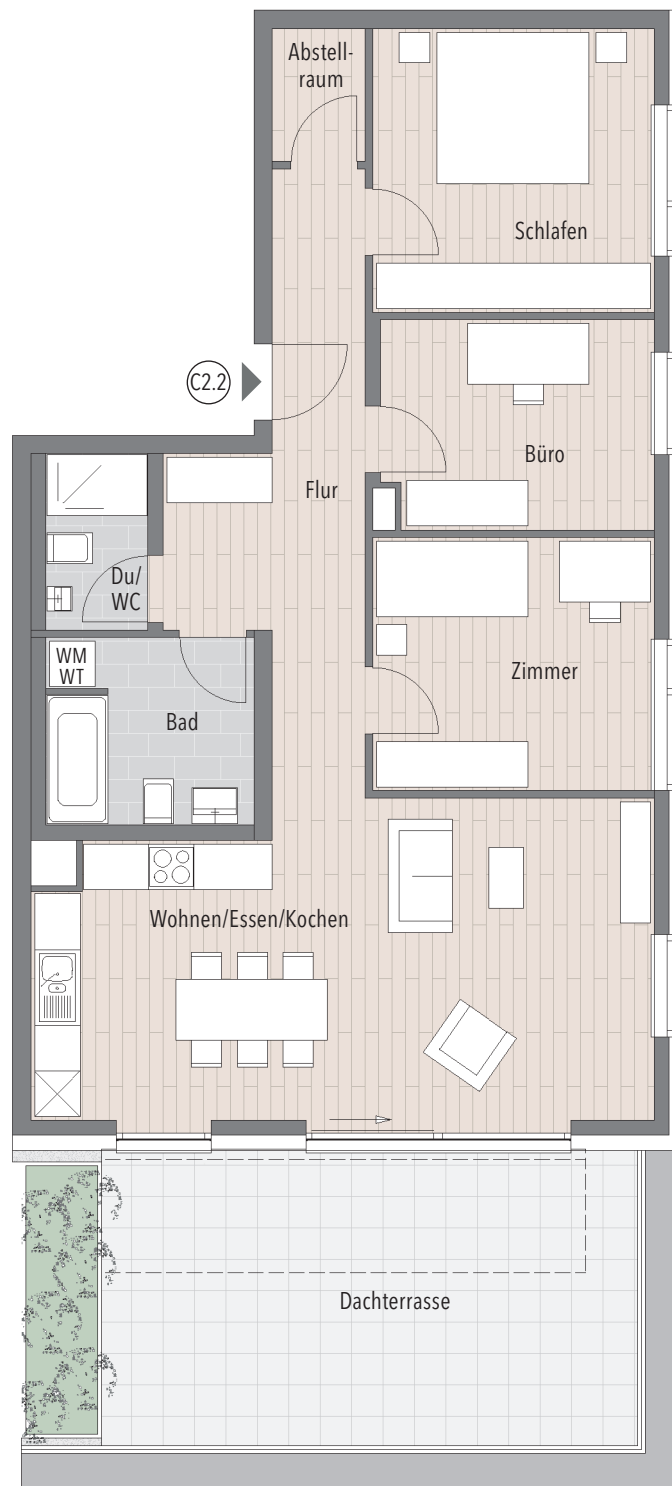 Abstell-
raum
Schlafen
C2.2
Büro
Flur
Du/
WC
WM
WT
Zimmer
Bad
Wohnen/Essen/Kochen
Dachterrasse